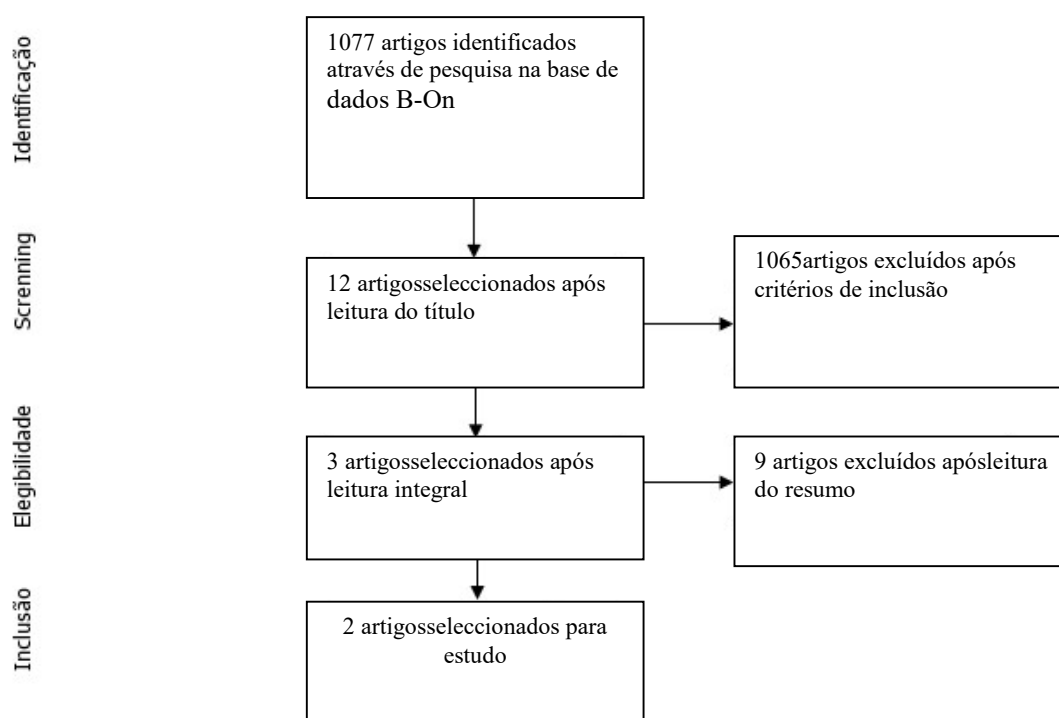 Identificação
1077 artigos identificados
através de pesquisa na base de
dados B-On
Screnning
12 artigosseleccionados após
leitura do título
1065artigos excluídos após
critérios de inclusão
Elegibilidade
3 artigosseleccionados após
leitura integral
9 artigos excluídos apósleitura
do resumo
Inclusão
2 artigosseleccionados para
estudo